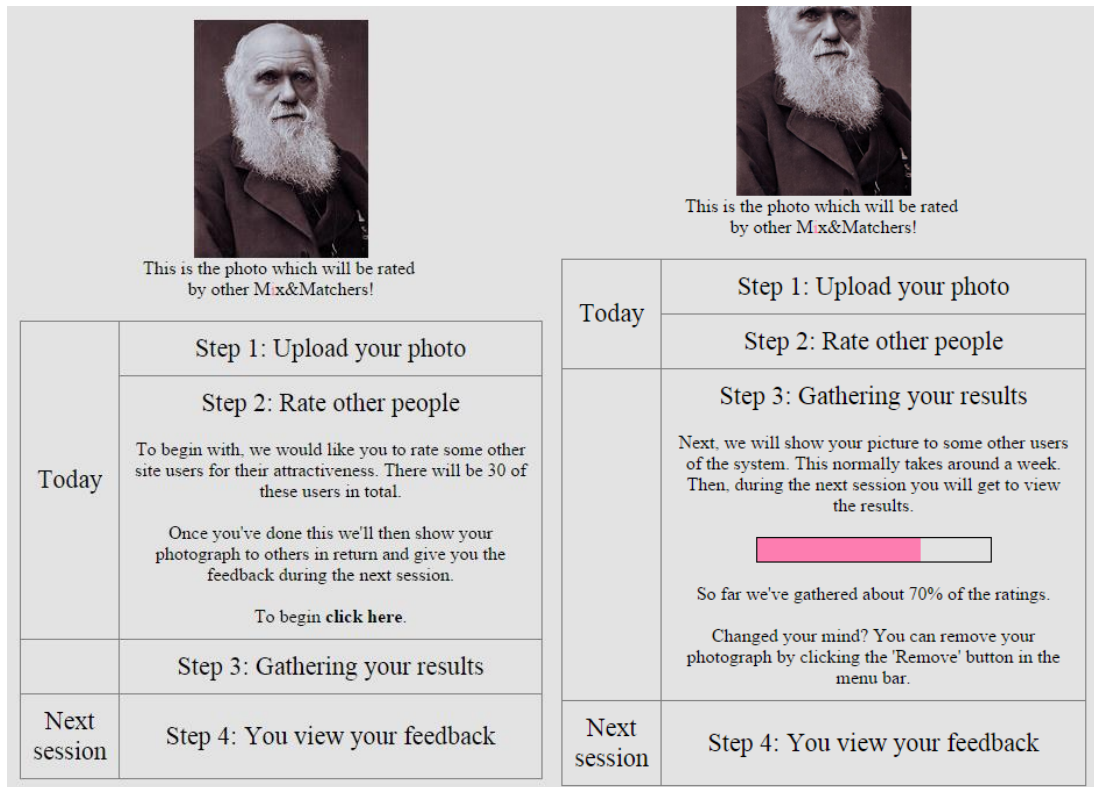 This is the photo which will be rated
by other Mix&Matchers!
Today
Step 1: Upload your photo
Step 2: Rate other people
To begin with, we would like you to rate some other
site users for their attractiveness. There will be 30 of
these users in total.
Once you've done this we'll then show your
photograph to others in return and give you the
feedback during the next session.
To begin click here.
Step 3: Gathering your results
Next
session
Step 4: You view your feedback
This is the photo which will be rated
by other Mix&Matchers!
Today
Step 1: Upload your photo
Step 2: Rate other people
Step 3: Gathering your results
Next, we will show your picture to some other users
of the system. This normally takes around a week.
Then, during the next session you will get to view
the results.
So far we've gathered about 70% of the ratings.
Changed your mind? You can remove your
photograph by clicking the 'Remove' button in the
menu bar.
Next
session
Step 4: You view your feedback